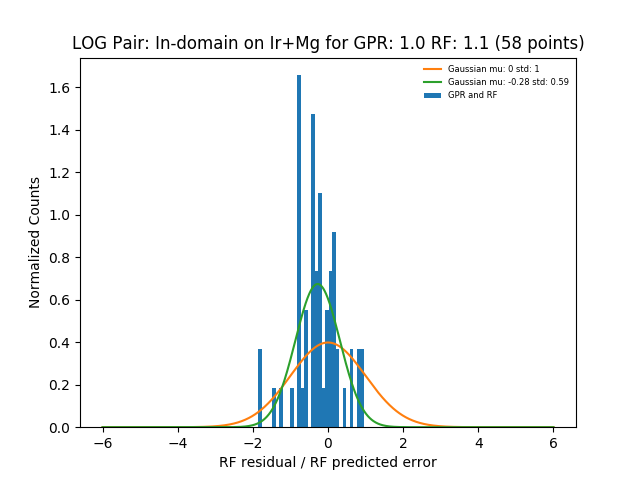 LOG Pair: In-domain on Ir+Mg for GPR: 1.0 RF: 1.1 (58 points)
Gaussian mu: 0 std: 1
Gaussian mu: -0.28 std: 0.59
GPR and RF
Normalized Counts
1.6
1.4
1.2
1.0
0.8
0.6
0.4
0.2
0.0
−6 −4 −2 0 2 4 6
RF residual / RF predicted error